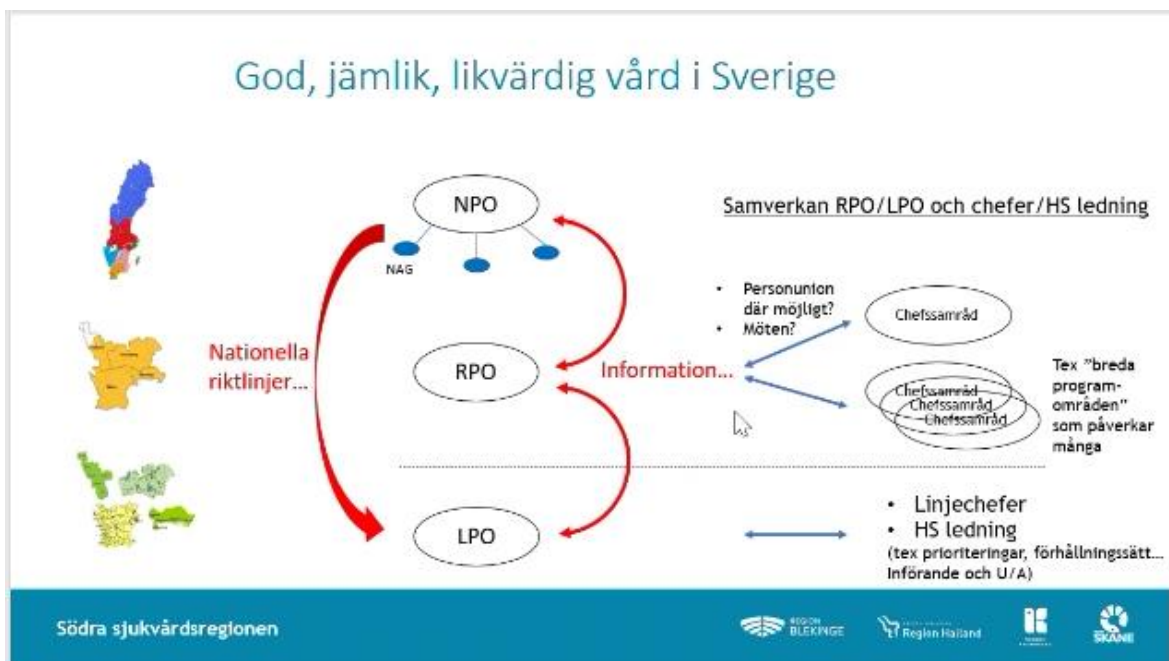 God, jämlik, likvärdig vård i Sverige
NPO
NAG
Samverkan RPO/LPO och chefer/HS ledning
• Personunion
där möjligt?
• Möten?
Chefssamråd
Nationella
riktlinjer...
RPO
Information...
Chefssamråd
Chefssamråd
Chefssamråd
Tex "breda
program-
områden"
som påverkar
många
LPO
• Linjechefer
• HS ledning
(tex prioriteringar, förhållningssätt...
Införande och U/A)
Södra sjukvårdsregionen
REGION
BLEKINGE
Region Halland
SKÅNE